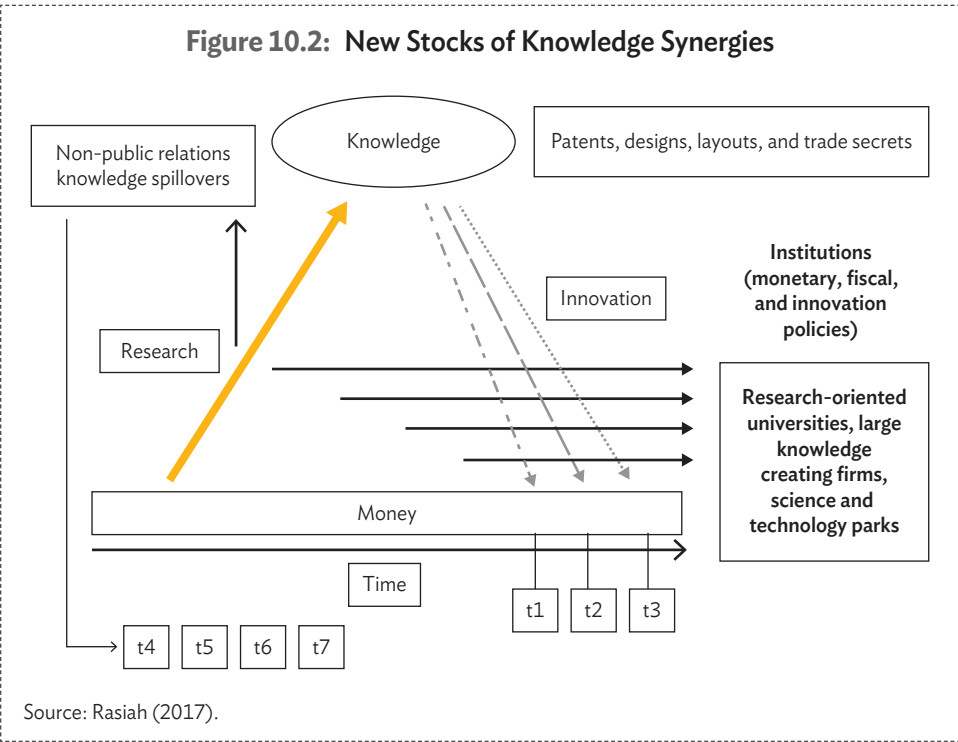 Figure 10.2: New Stocks of Knowledge Synergies
Non-public relations
knowledge spillovers
Knowledge
Patents, designs, layouts, and trade secrets
Institutions
(monetary, fiscal,
and innovation
policies)
Innovation
Research
Research-oriented
universities, large
knowledge
creating firms,
science and
technology parks
Money
Time
t1
t2
t3
t4
t5
t6
t7
Source: Rasiah (2017).